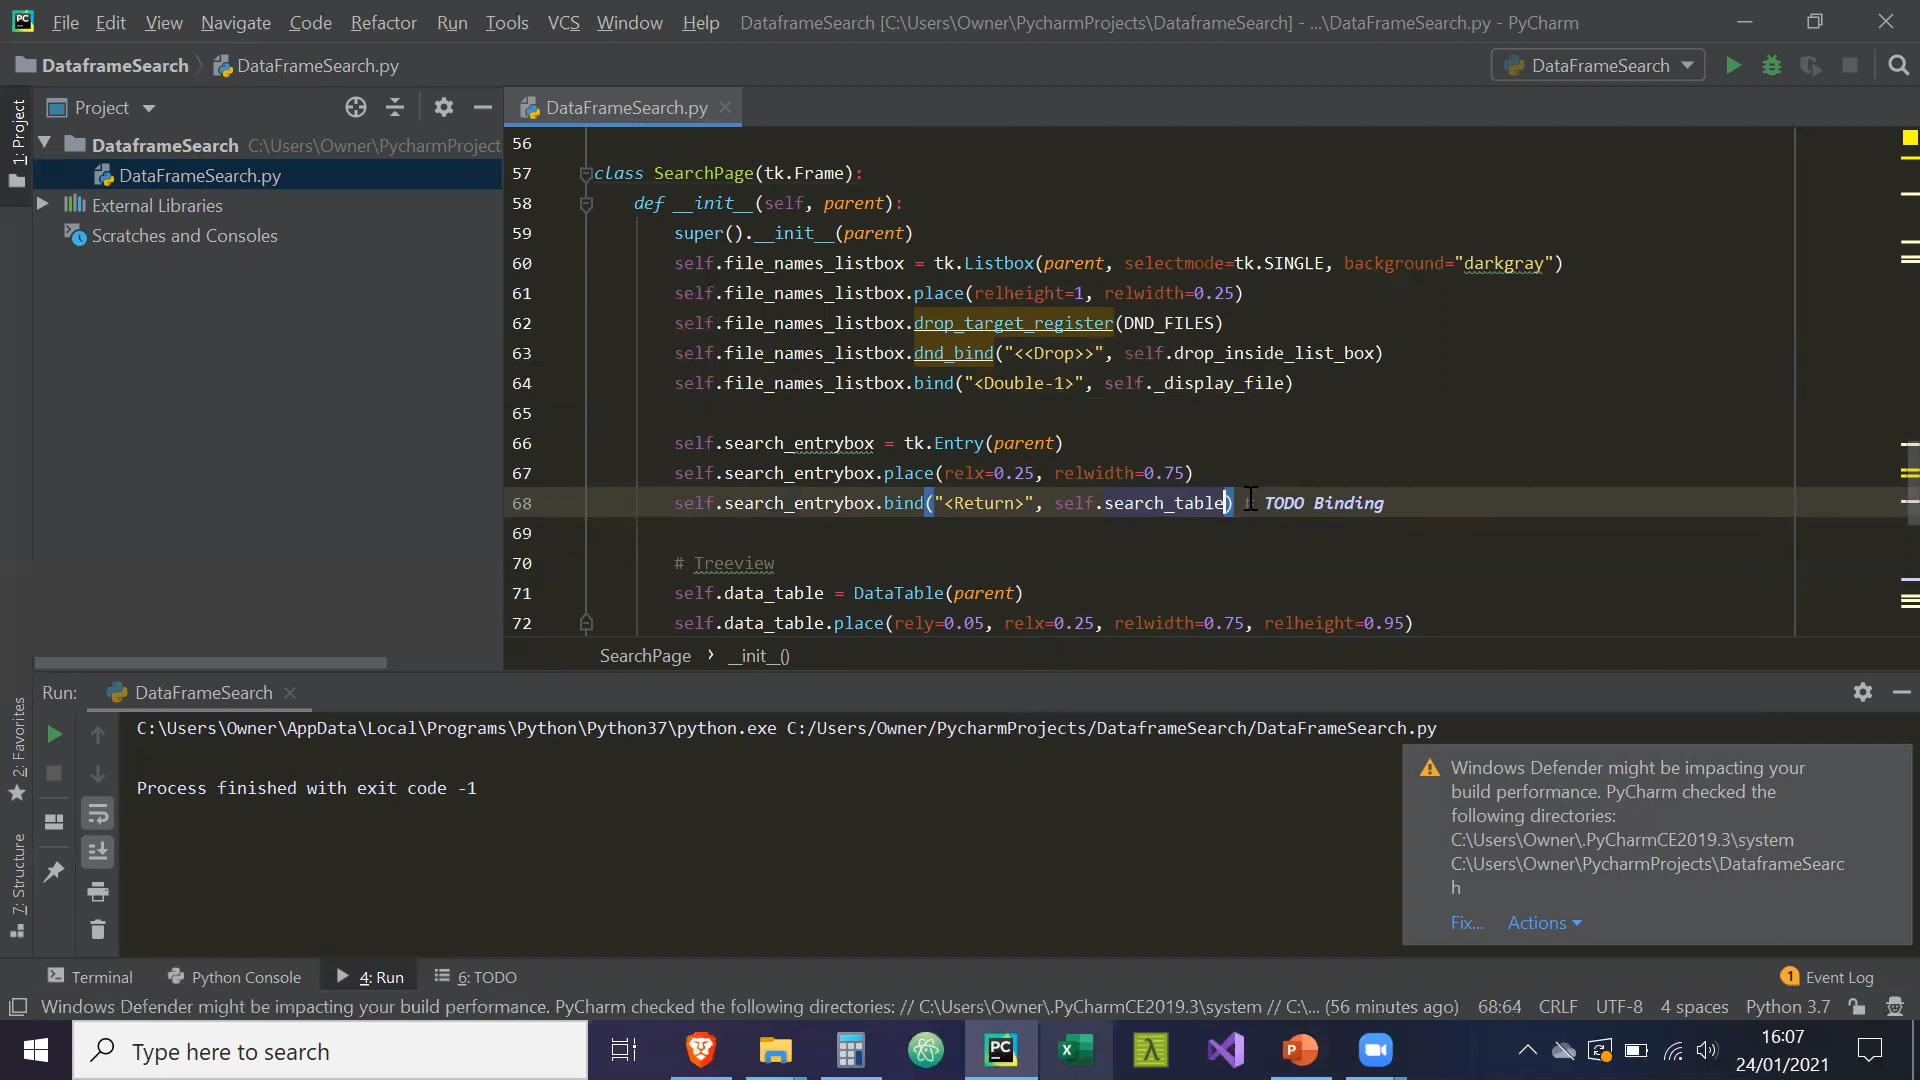 PC File Edit View Navigate Code Refactor Run Tools VCS Window Help DataframeSearch [C:\Users\Owner\PycharmProjects\DataframeSearch] - ...\DataFrameSearch.py - PyCharm
DataframeSearch DataFrameSearch.py DataFrameSearch
1: Project
Project
DataFrameSearch.py
DataframeSearch C:\Users\Owner\PycharmProject
DataFrameSearch.py
External Libraries
Scratches and Consoles
56
57 class SearchPage(tk.Frame):
58 def __init__(self, parent):
59 super().__init__(parent)
60 self.file_names_listbox = tk.Listbox(parent, selectmode=tk.SINGLE, background="darkgray")
61 self.file_names_listbox.place(relheight=1, relwidth=0.25)
62 self.file_names_listbox.drop_target_register(DND_FILES)
63 self.file_names_listbox.dnd_bind("<<Drop>>", self.drop_inside_list_box)
64 self.file_names_listbox.bind("<Double-1>", self._display_file)
65
66 self.search_entrybox = tk.Entry(parent)
67 self.search_entrybox.place(relx=0.25, relwidth=0.75)
68 self.search_entrybox.bind("<Return>", self.search_table) # TODO Binding
69
70 # Treeview
71 self.data_table = DataTable(parent)
72 self.data_table.place(rely=0.05, relx=0.25, relwidth=0.75, relheight=0.95)
SearchPage › __init__()
Run: DataFrameSearch
2: Favorites
7: Structure
C:\Users\Owner\AppData\Local\Programs\Python\Python37\python.exe C:/Users/Owner/PycharmProjects/DataframeSearch/DataFrameSearch.py
Process finished with exit code -1
Windows Defender might be impacting your
build performance. PyCharm checked the
following directories:
C:\Users\Owner\.PyCharmCE2019.3\system
C:\Users\Owner\PycharmProjects\DataframeSearc
h
Fix... Actions
Terminal Python Console 4: Run 6: TODO 1 Event Log
Windows Defender might be impacting your build performance. PyCharm checked the following directories: // C:\Users\Owner\.PyCharmCE2019.3\system // C:\... (56 minutes ago) 68:64 CRLF UTF-8 4 spaces Python 3.7
Type here to search
PC
16:07
24/01/2021